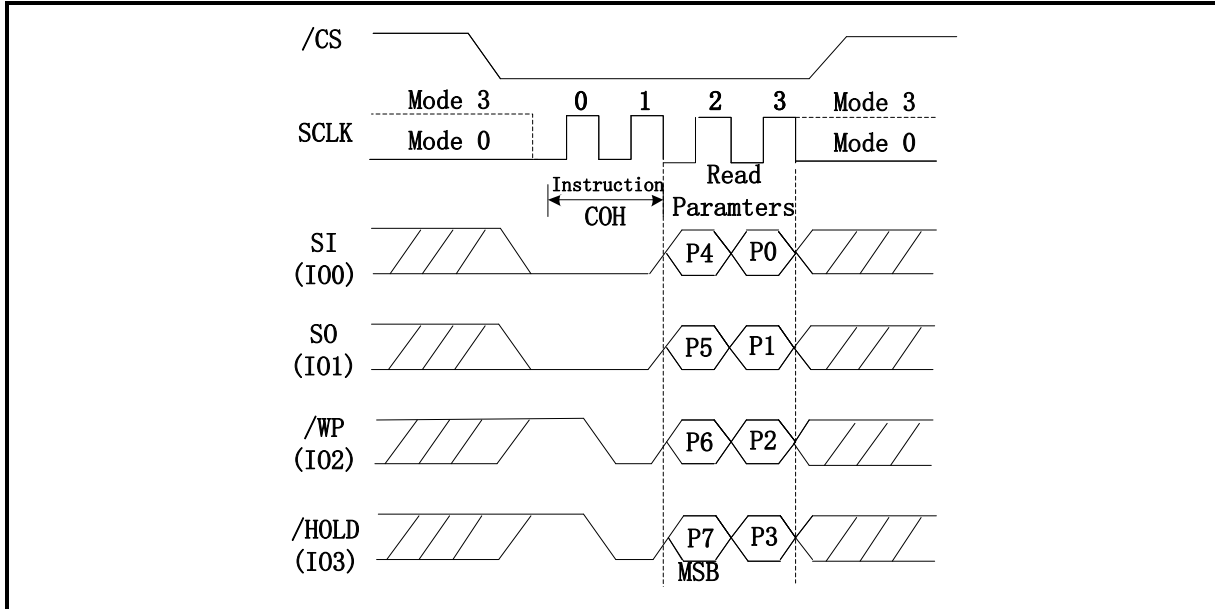 /CS
Mode 3 0 1 2 3 Mode 3
SCLK
Mode 0 Mode 0
Instruction Read
COH Paramters
SI P4 P0
(IO0)
SO P5 P1
(IO1)
/WP P6 P2
(IO2)
/HOLD P7 P3
(IO3)
MSB